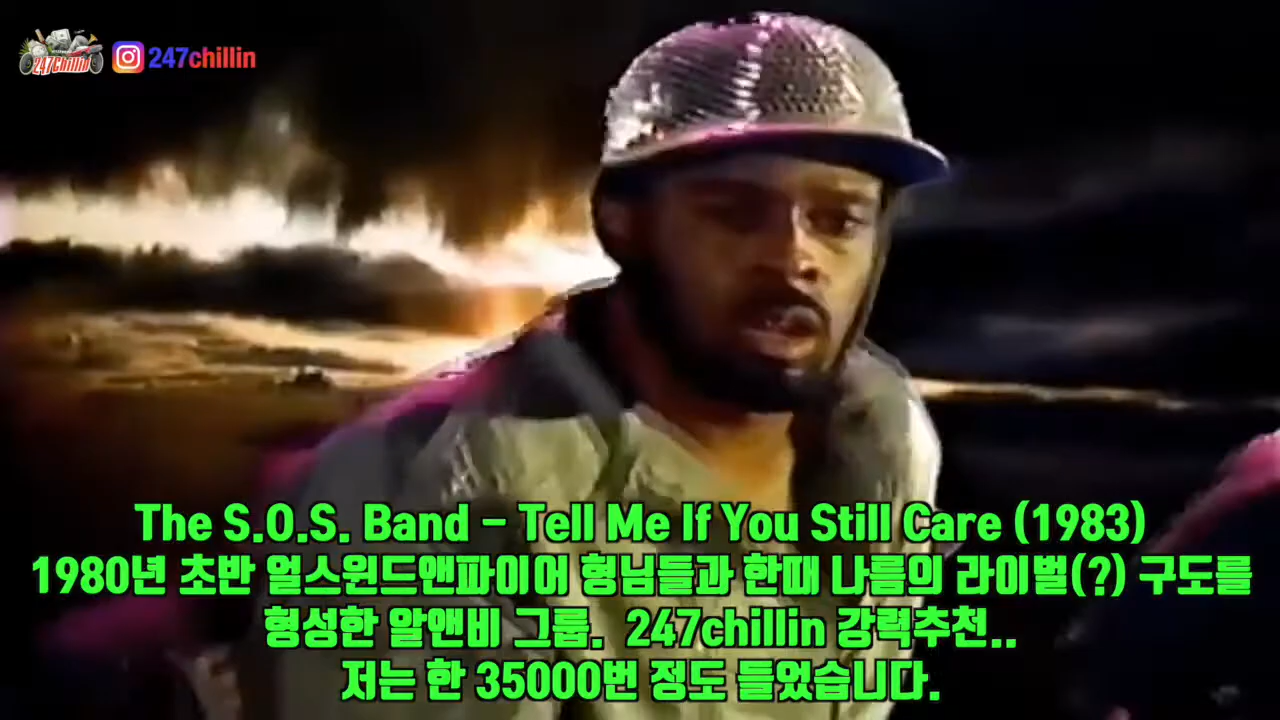 247chillin
247chillin
The S.O.S. Band - Tell Me If You Still Care (1983)
1980년 초반 얼스윈드앤파이어 형님들과 한때 나름의 라이벌(?) 구도를
형성한 알앤비 그룹. 247chillin 강력추천..
저는 한 35000번 정도 들었습니다.